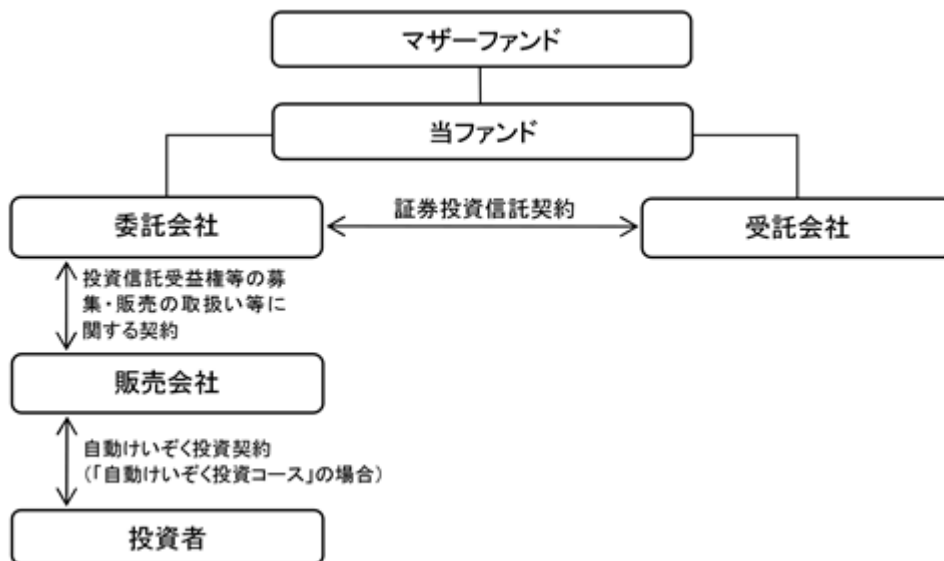 マザーファンド
当ファンド
委託会社
証券投資信託契約
受託会社
投資信託受益権等の募
集・販売の取扱い等に
関する契約
販売会社
自動けいぞく投資契約
(「自動けいぞく投資コース」の場合)
投資者